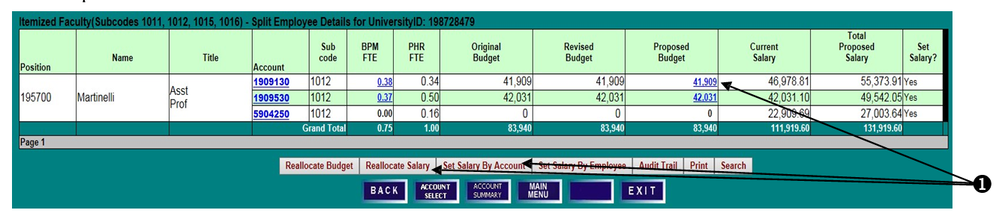 Itemized Faculty(Subcodes 1011, 1012, 1015, 1016) - Split Employee Details for UniversityID: 198728479
Position Name Title Account Sub code BPM FTE PHR FTE Original Budget Revised Budget Proposed Budget Current Salary Total Proposed Salary Set Salary?
195700 Martinelli Asst Prof 1909130 1012 0.38 0.34 41,909 41,909 41,909 46,978.81 55,373.91 Yes
1909530 1012 0.37 0.50 42,031 42,031 42,031 42,031.10 49,542.05 Yes
5904250 1012 0.00 0.16 0 0 0 22,909.69 27,003.64 Yes
Grand Total 0.75 1.00 83,940 83,940 83,940 111,919.60 131,919.60
Page 1
Reallocate Budget Reallocate Salary Set Salary By Account Set Salary By Employee Audit Trail Print Search
BACK ACCOUNT SELECT ACCOUNT SUMMARY MAIN MENU EXIT
1